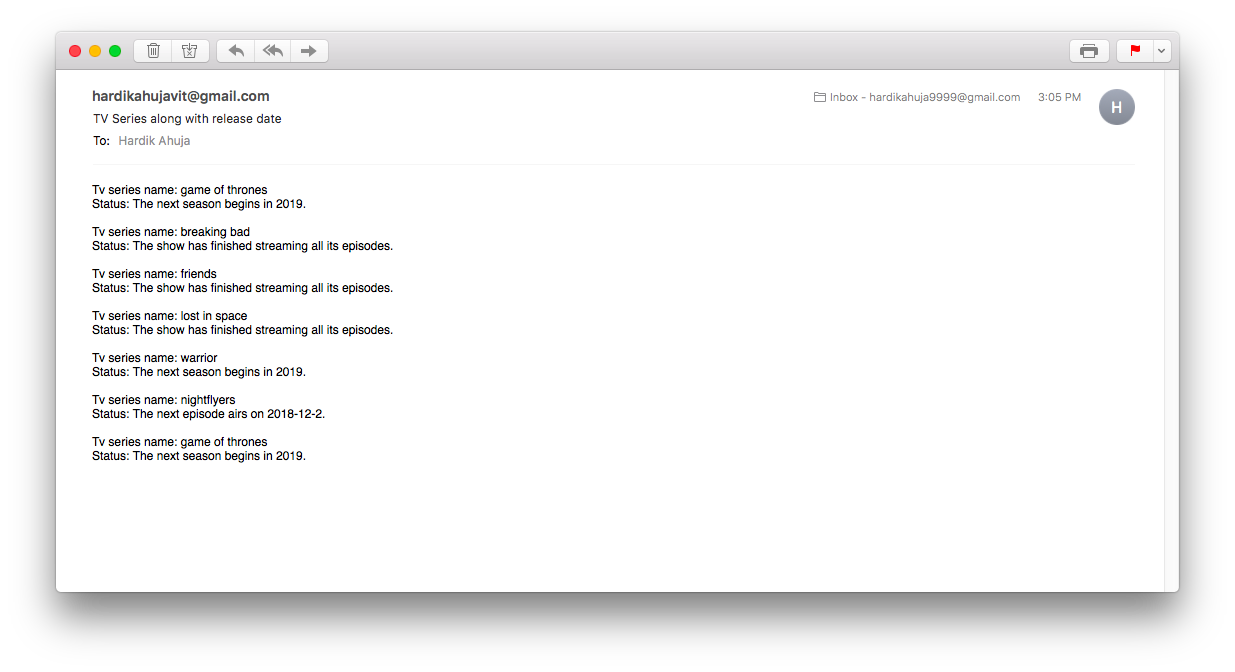 hardikahujavit@gmail.com
Inbox - hardikahuja9999@gmail.com 3:05 PM
H
TV Series along with release date
To: Hardik Ahuja
Tv series name: game of thrones
Status: The next season begins in 2019.
Tv series name: breaking bad
Status: The show has finished streaming all its episodes.
Tv series name: friends
Status: The show has finished streaming all its episodes.
Tv series name: lost in space
Status: The show has finished streaming all its episodes.
Tv series name: warrior
Status: The next season begins in 2019.
Tv series name: nightflyers
Status: The next episode airs on 2018-12-2.
Tv series name: game of thrones
Status: The next season begins in 2019.